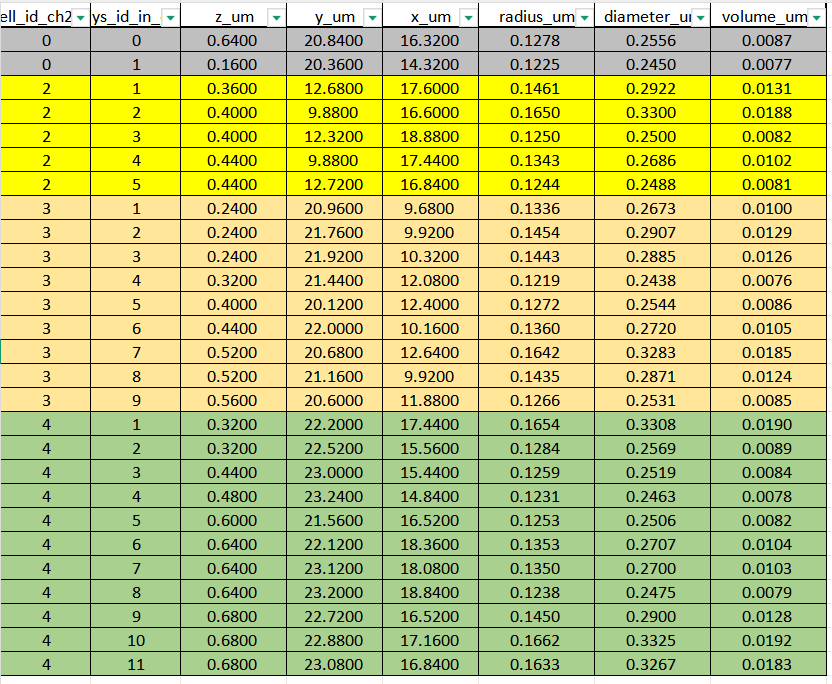 ell_id_ch2 ys_id_in_ z_um y_um x_um radius_um diameter_u volume_um
0 0 0.6400 20.8400 16.3200 0.1278 0.2556 0.0087
0 1 0.1600 20.3600 14.3200 0.1225 0.2450 0.0077
2 1 0.3600 12.6800 17.6000 0.1461 0.2922 0.0131
2 2 0.4000 9.8800 16.6000 0.1650 0.3300 0.0188
2 3 0.4000 12.3200 18.8800 0.1250 0.2500 0.0082
2 4 0.4400 9.8800 17.4400 0.1343 0.2686 0.0102
2 5 0.4400 12.7200 16.8400 0.1244 0.2488 0.0081
3 1 0.2400 20.9600 9.6800 0.1336 0.2673 0.0100
3 2 0.2400 21.7600 9.9200 0.1454 0.2907 0.0129
3 3 0.2400 21.9200 10.3200 0.1443 0.2885 0.0126
3 4 0.3200 21.4400 12.0800 0.1219 0.2438 0.0076
3 5 0.4000 20.1200 12.4000 0.1272 0.2544 0.0086
3 6 0.4400 22.0000 10.1600 0.1360 0.2720 0.0105
3 7 0.5200 20.6800 12.6400 0.1642 0.3283 0.0185
3 8 0.5200 21.1600 9.9200 0.1435 0.2871 0.0124
3 9 0.5600 20.6000 11.8800 0.1266 0.2531 0.0085
4 1 0.3200 22.2000 17.4400 0.1654 0.3308 0.0190
4 2 0.3200 22.5200 15.5600 0.1284 0.2569 0.0089
4 3 0.4400 23.0000 15.4400 0.1259 0.2519 0.0084
4 4 0.4800 23.2400 14.8400 0.1231 0.2463 0.0078
4 5 0.6000 21.5600 16.5200 0.1253 0.2506 0.0082
4 6 0.6400 22.1200 18.3600 0.1353 0.2707 0.0104
4 7 0.6400 23.1200 18.0800 0.1350 0.2700 0.0103
4 8 0.6400 23.2000 18.8400 0.1238 0.2475 0.0079
4 9 0.6800 22.7200 16.5200 0.1450 0.2900 0.0128
4 10 0.6800 22.8800 17.1600 0.1662 0.3325 0.0192
4 11 0.6800 23.0800 16.8400 0.1633 0.3267 0.0183